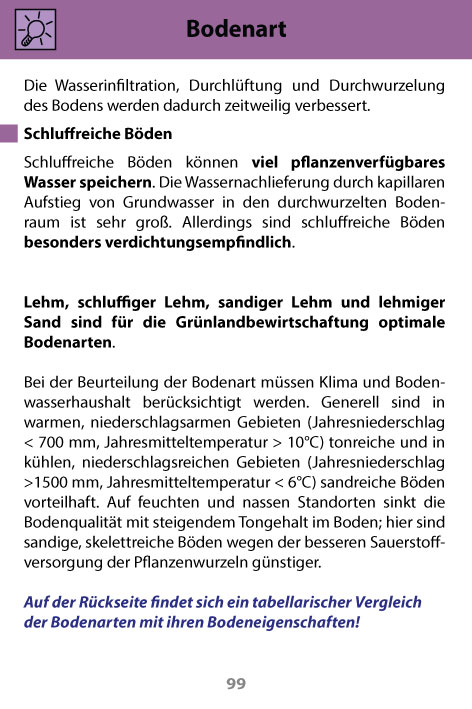 Bodenart
Die Wasserinfiltration, Durchlüftung und Durchwurzelung
des Bodens werden dadurch zeitweilig verbessert.
Schluffreiche Böden
Schluffreiche Böden können viel pflanzenverfügbares
Wasser speichern. Die Wassernachlieferung durch kapillaren
Aufstieg von Grundwasser in den durchwurzelten Boden-
raum ist sehr groß. Allerdings sind schluffreiche Böden
besonders verdichtungsempfindlich.
Lehm, schluffiger Lehm, sandiger Lehm und lehmiger
Sand sind für die Grünlandbewirtschaftung optimale
Bodenarten.
Bei der Beurteilung der Bodenart müssen Klima und Boden-
wasserhaushalt berücksichtigt werden. Generell sind in
warmen, niederschlagsarmen Gebieten (Jahresniederschlag
< 700 mm, Jahresmitteltemperatur > 10°C) tonreiche und in
kühlen, niederschlagsreichen Gebieten (Jahresniederschlag
>1500 mm, Jahresmitteltemperatur < 6°C) sandreiche Böden
vorteilhaft. Auf feuchten und nassen Standorten sinkt die
Bodenqualität mit steigendem Tongehalt im Boden; hier sind
sandige, skelettreiche Böden wegen der besseren Sauerstoff-
versorgung der Pflanzenwurzeln günstiger.
Auf der Rückseite findet sich ein tabellarischer Vergleich
der Bodenarten mit ihren Bodeneigenschaften!
99